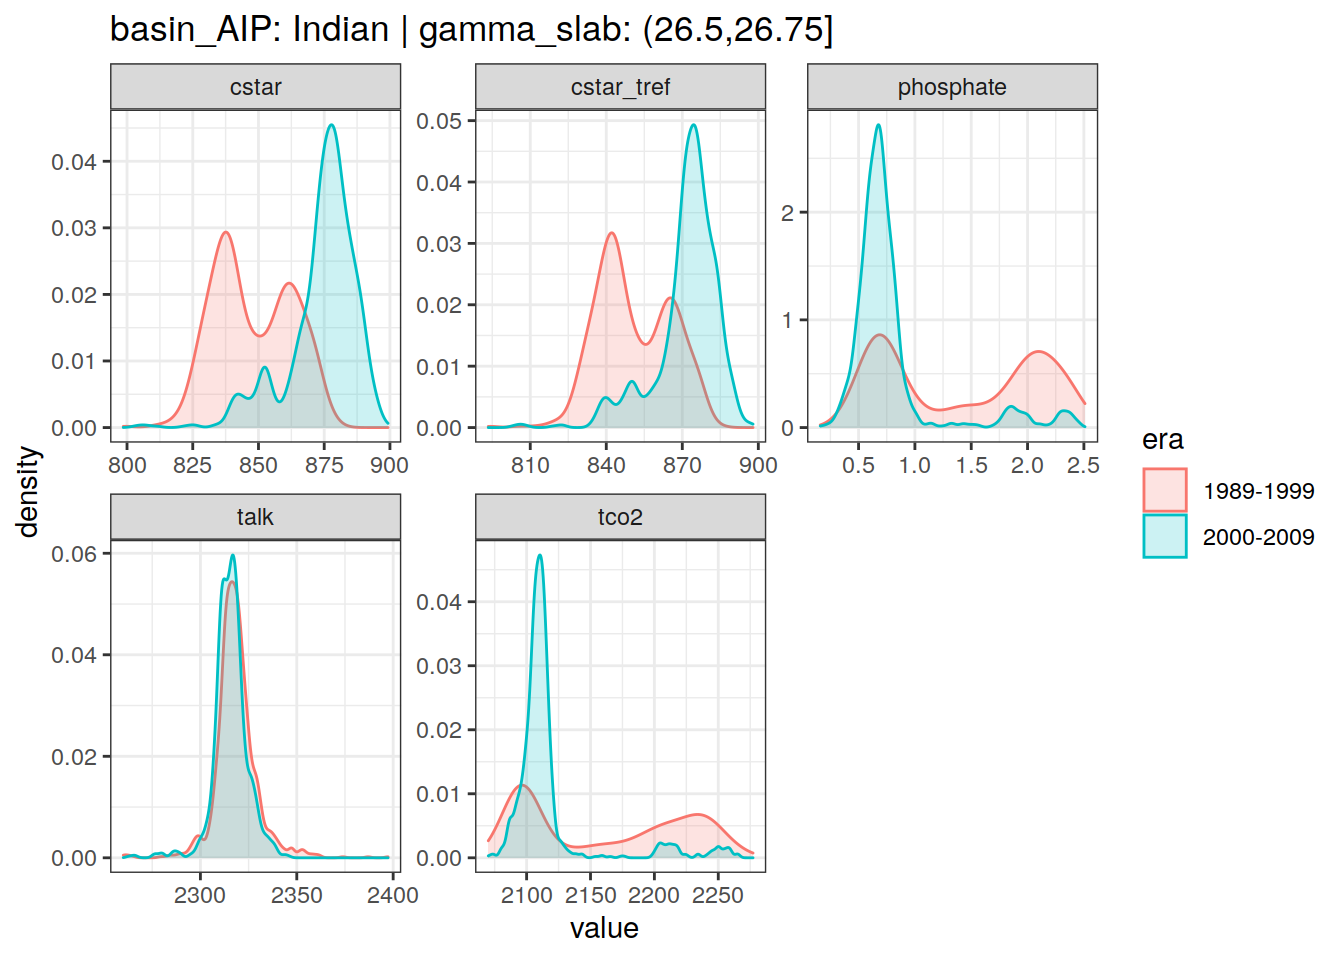 basin_AIP: Indian | gamma_slab: (26.5,26.75]
cstar
cstar_tref
phosphate
0.04
0.03
0.02
0.01
0.00
800 825 850 875 900
0.05
0.04
0.03
0.02
0.01
0.00
810 840 870 900
2
1
0
0.5 1.0 1.5 2.0 2.5
talk
tco2
0.06
0.04
0.02
0.00
2300 2350 2400
0.04
0.03
0.02
0.01
0.00
2100 2150 2200 2250
density
value
era
1989-1999
2000-2009